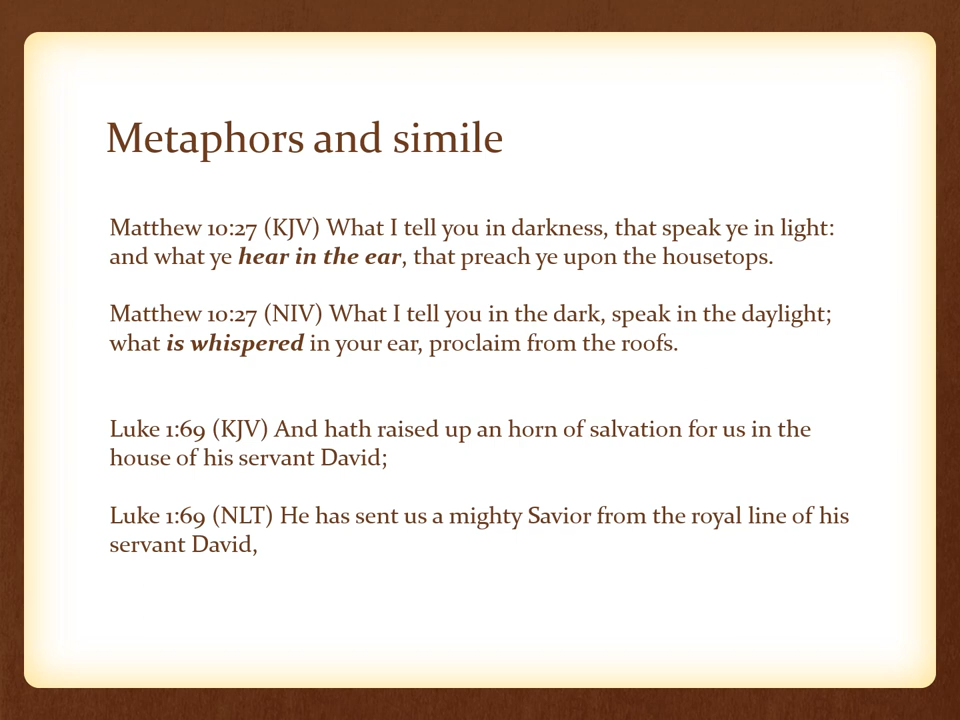 Metaphors and simile
Matthew 10:27 (KJV) What I tell you in darkness, that speak ye in light:
and what ye hear in the ear, that preach ye upon the housetops.
Matthew 10:27 (NIV) What I tell you in the dark, speak in the daylight;
what is whispered in your ear, proclaim from the roofs.
Luke 1:69 (KJV) And hath raised up an horn of salvation for us in the
house of his servant David;
Luke 1:69 (NLT) He has sent us a mighty Savior from the royal line of his
servant David,